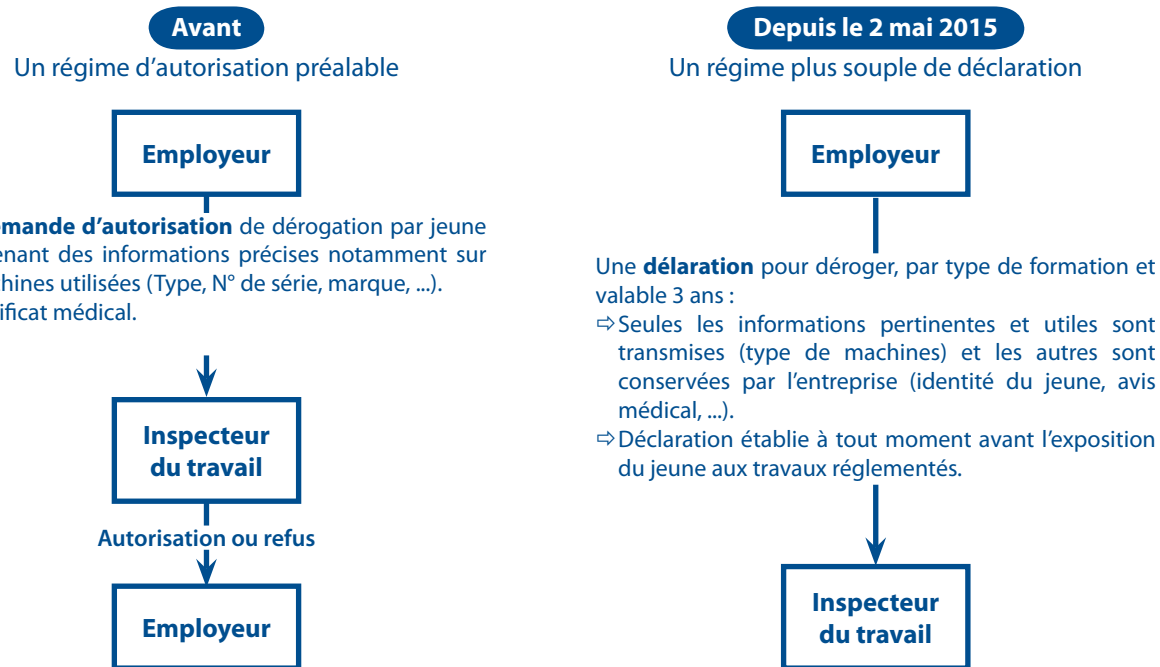 Avant
Un régime d'autorisation préalable
Employeur
d'autorisation de dérogation par jeune
des informations précises notamment sur
utilisées (Type, N° de série, marque, ...).
médical.
Inspecteur
du travail
Autorisation ou refus
Employeur
Depuis le 2 mai 2015
Un régime plus souple de déclaration
Employeur
Une délaration pour déroger, par type de formation et
valable 3 ans :
⇨Seules les informations pertinentes et utiles sont
transmises (type de machines) et les autres sont
conservées par l'entreprise (identité du jeune, avis
médical, ...).
⇨Déclaration établie à tout moment avant l'exposition
du jeune aux travaux réglementés.
Inspecteur
du travail